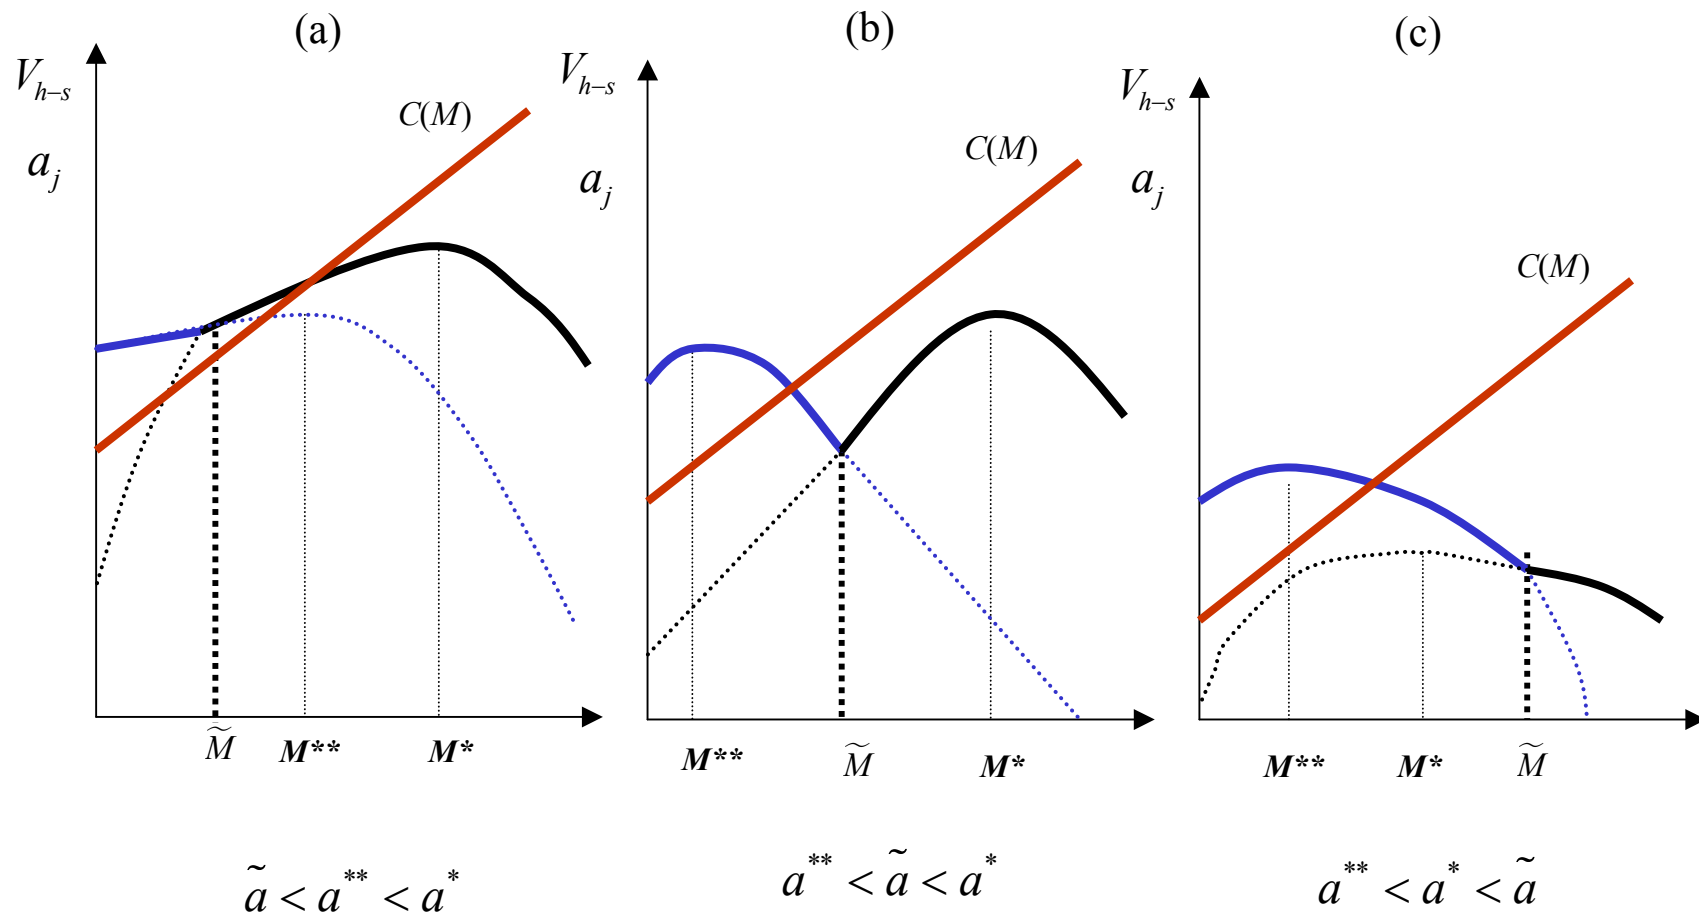 (a)
V_{h-s}
a_j
C(M)
M̃
M**
M*
ã < a** < a*
(b)
V_{h-s}
a_j
C(M)
M**
M̃
M*
a** < ã < a*
(c)
V_{h-s}
a_j
C(M)
M**
M*
M̃
a** < a* < ã